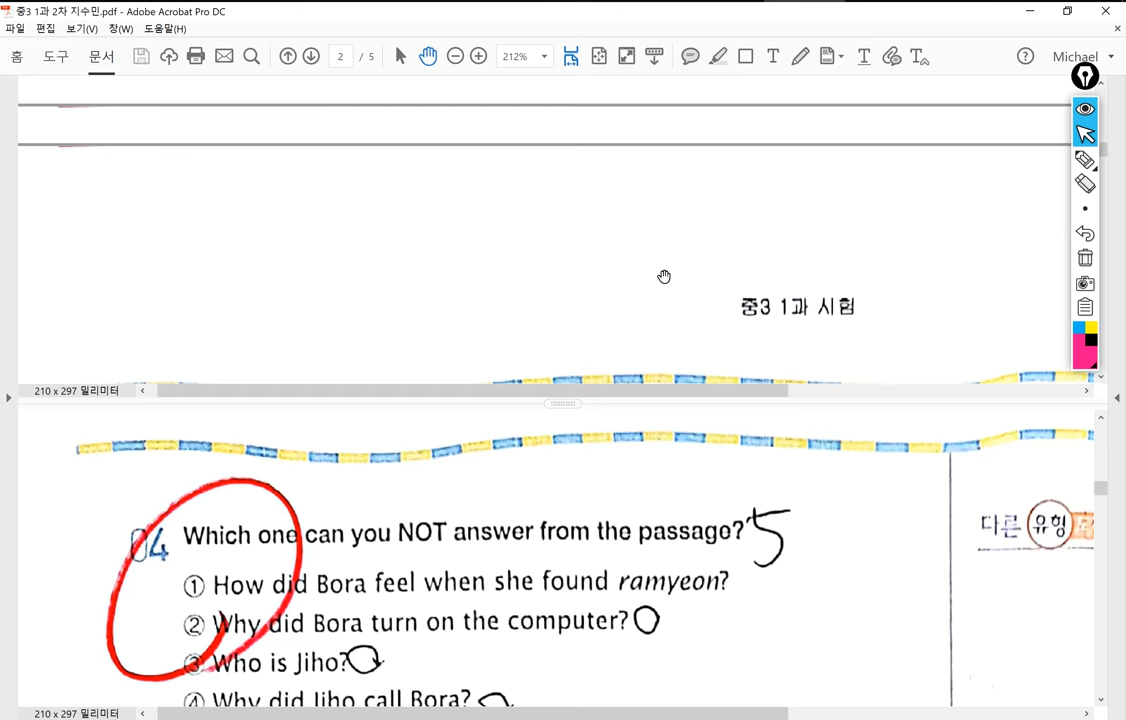 중3 1과 2차 지수민.pdf - Adobe Acrobat Pro DC
파일 편집 보기(V) 창(W) 도움말(H)
홈 도구 문서 2 / 5 212% Michael
중3 1과 시험
210 x 297 밀리미터
04 Which one can you NOT answer from the passage? 5
① How did Bora feel when she found ramyeon?
② Why did Bora turn on the computer?
③ Who is Jiho?
④ Why did Jiho call Bora?
다른 유형
210 x 297 밀리미터